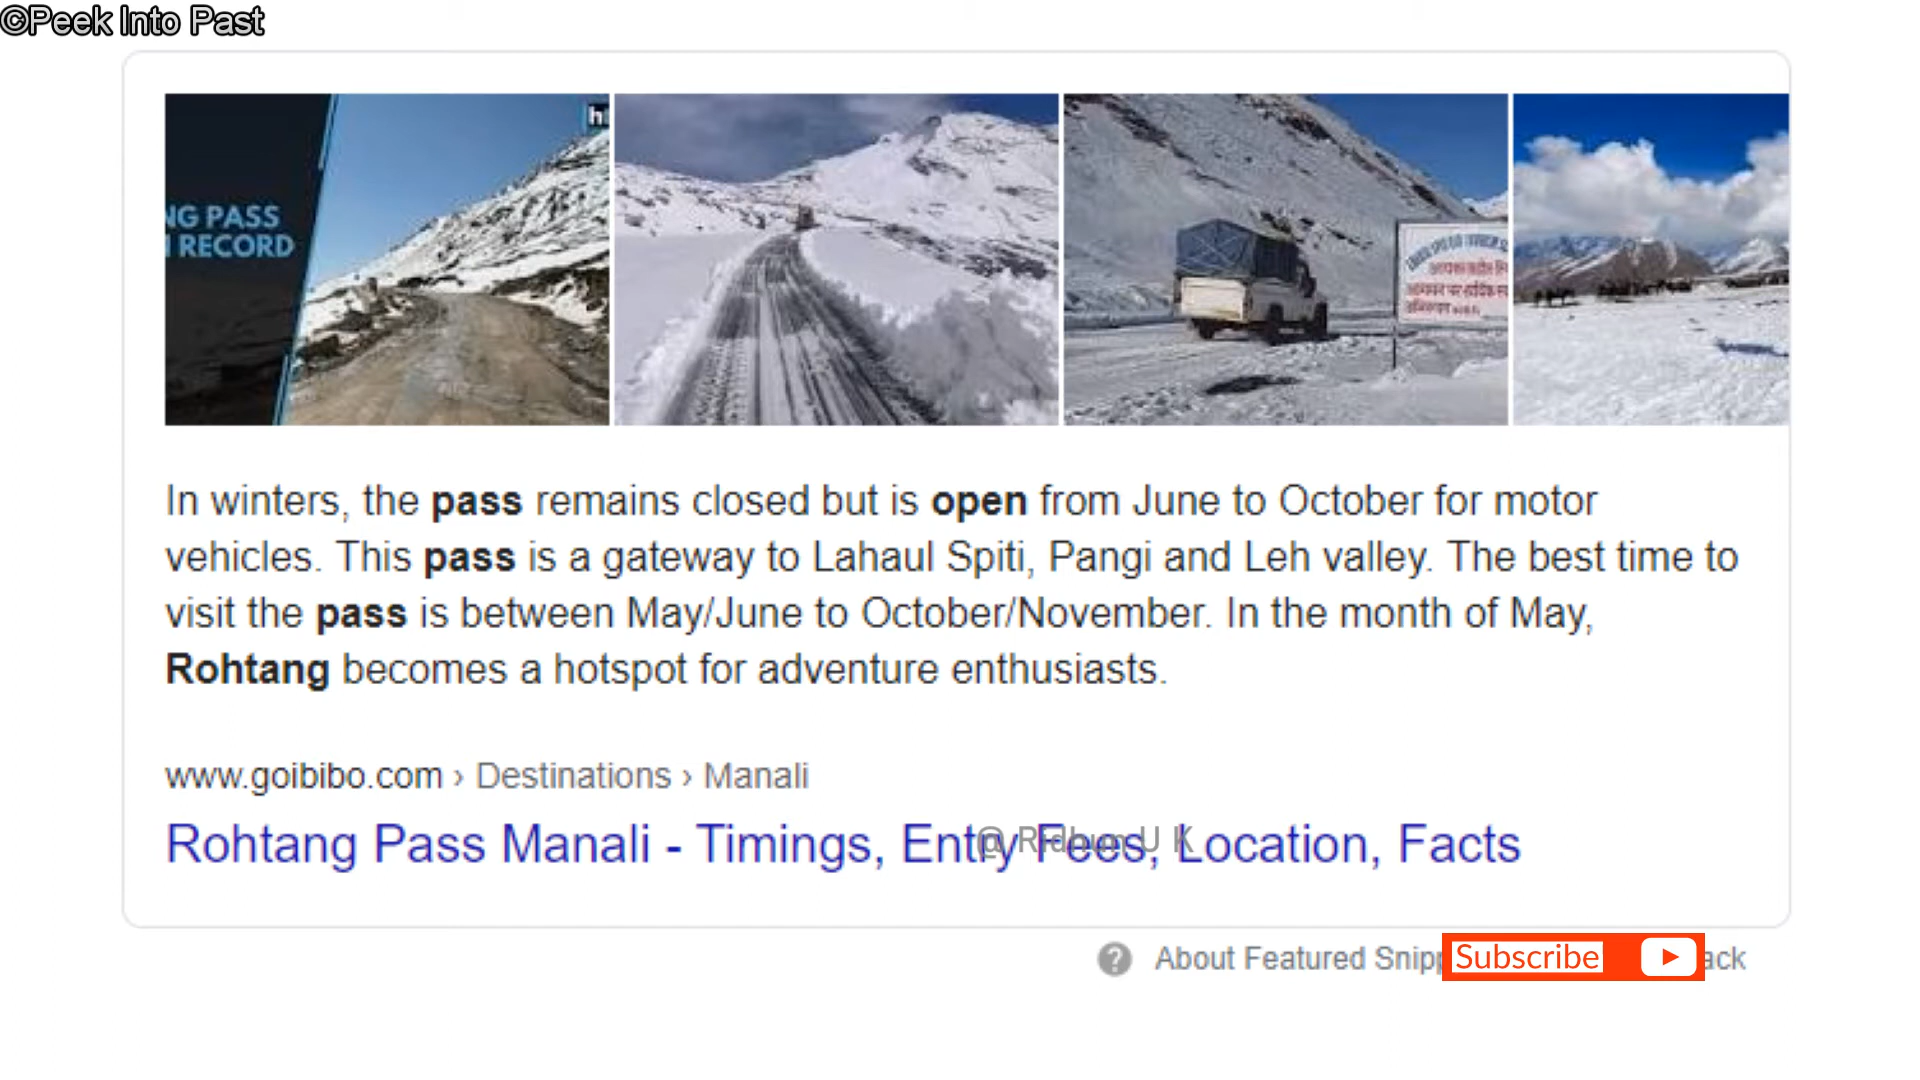 ©Peek Into Past
NG PASS
RECORD
In winters, the pass remains closed but is open from June to October for motor
vehicles. This pass is a gateway to Lahaul Spiti, Pangi and Leh valley. The best time to
visit the pass is between May/June to October/November. In the month of May,
Rohtang becomes a hotspot for adventure enthusiasts.
www.goibibo.com › Destinations › Manali
Rohtang Pass Manali - Timings, Entry Fees, Location, Facts
@ Ridhun U K
About Featured Snipp
Subscribe
ack